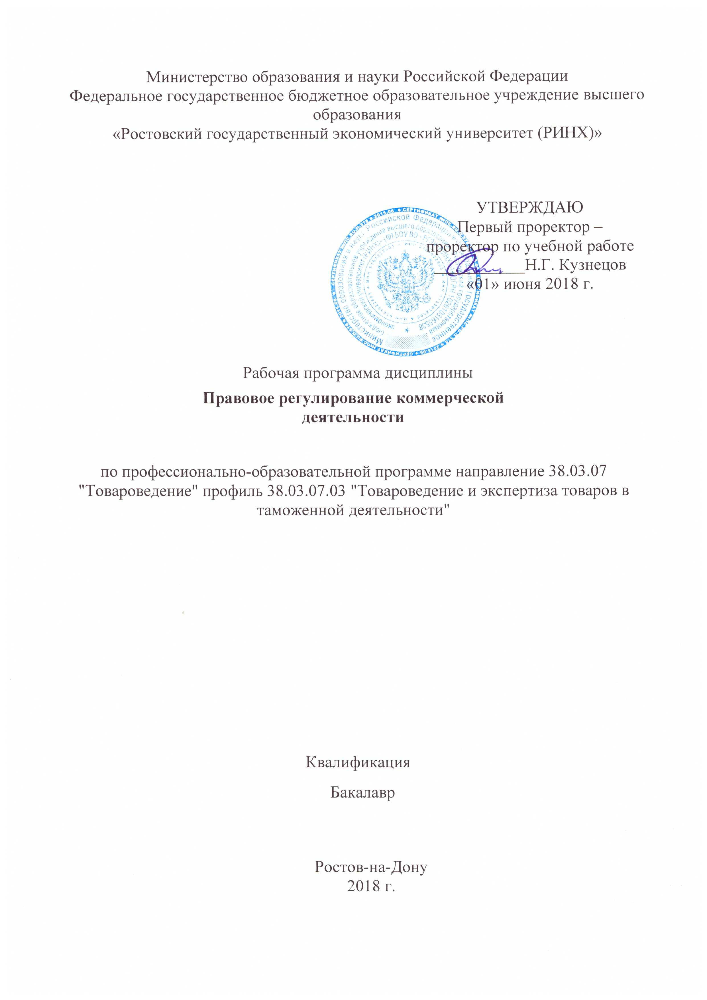 Министерство образования и науки Российской Федерации
Федеральное государственное бюджетное образовательное учреждение высшего
образования
«Ростовский государственный экономический университет (РИНХ)»
УТВЕРЖДАЮ
Первый проректор –
проректор по учебной работе
Н.Г. Кузнецов
«01» июня 2018 г.
Рабочая программа дисциплины
Правовое регулирование коммерческой
деятельности
по профессионально-образовательной программе направление 38.03.07
"Товароведение" профиль 38.03.07.03 "Товароведение и экспертиза товаров в
таможенной деятельности"
Квалификация
Бакалавр
Ростов-на-Дону
2018 г.